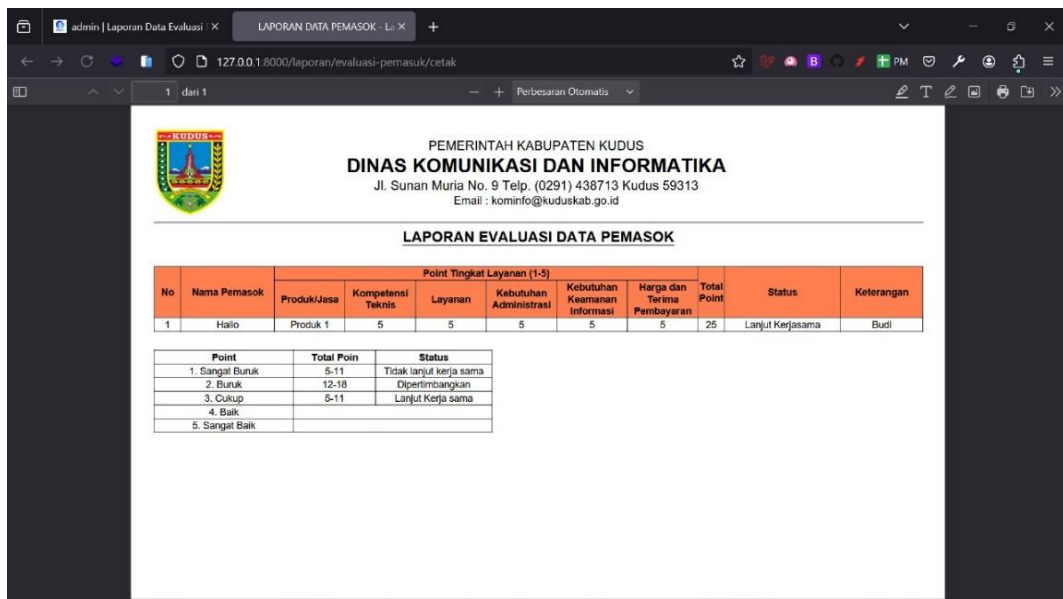 admin | Laporan Data Evaluasi
LAPORAN DATA PEMASOK - La
127.0.0.1:8000/laporan/evaluasi-pemasuk/cetak
PM
1 dari 1
Perbesaran Otomatis
KUDUS
PEMERINTAH KABUPATEN KUDUS
DINAS KOMUNIKASI DAN INFORMATIKA
Jl. Sunan Muria No. 9 Telp. (0291) 438713 Kudus 59313
Email : kominfo@kuduskab.go.id
LAPORAN EVALUASI DATA PEMASOK
Point Tingkat Layanan (1-5)
No Nama Pemasok Produk/Jasa Kompetensi Teknis Layanan Kebutuhan Administrasi Kebutuhan Keamanan Informasi Harga dan Terima Pembayaran Total Point Status Keterangan
1 Hallo Produk 1 5 5 5 5 5 25 Lanjut Kerjasama Budi
Point Total Poin Status
1. Sangat Buruk 5-11 Tidak lanjut kerja sama
2. Buruk 12-18 Dipertimbangkan
3. Cukup 5-11 Lanjut Kerja sama
4. Baik
5. Sangat Baik